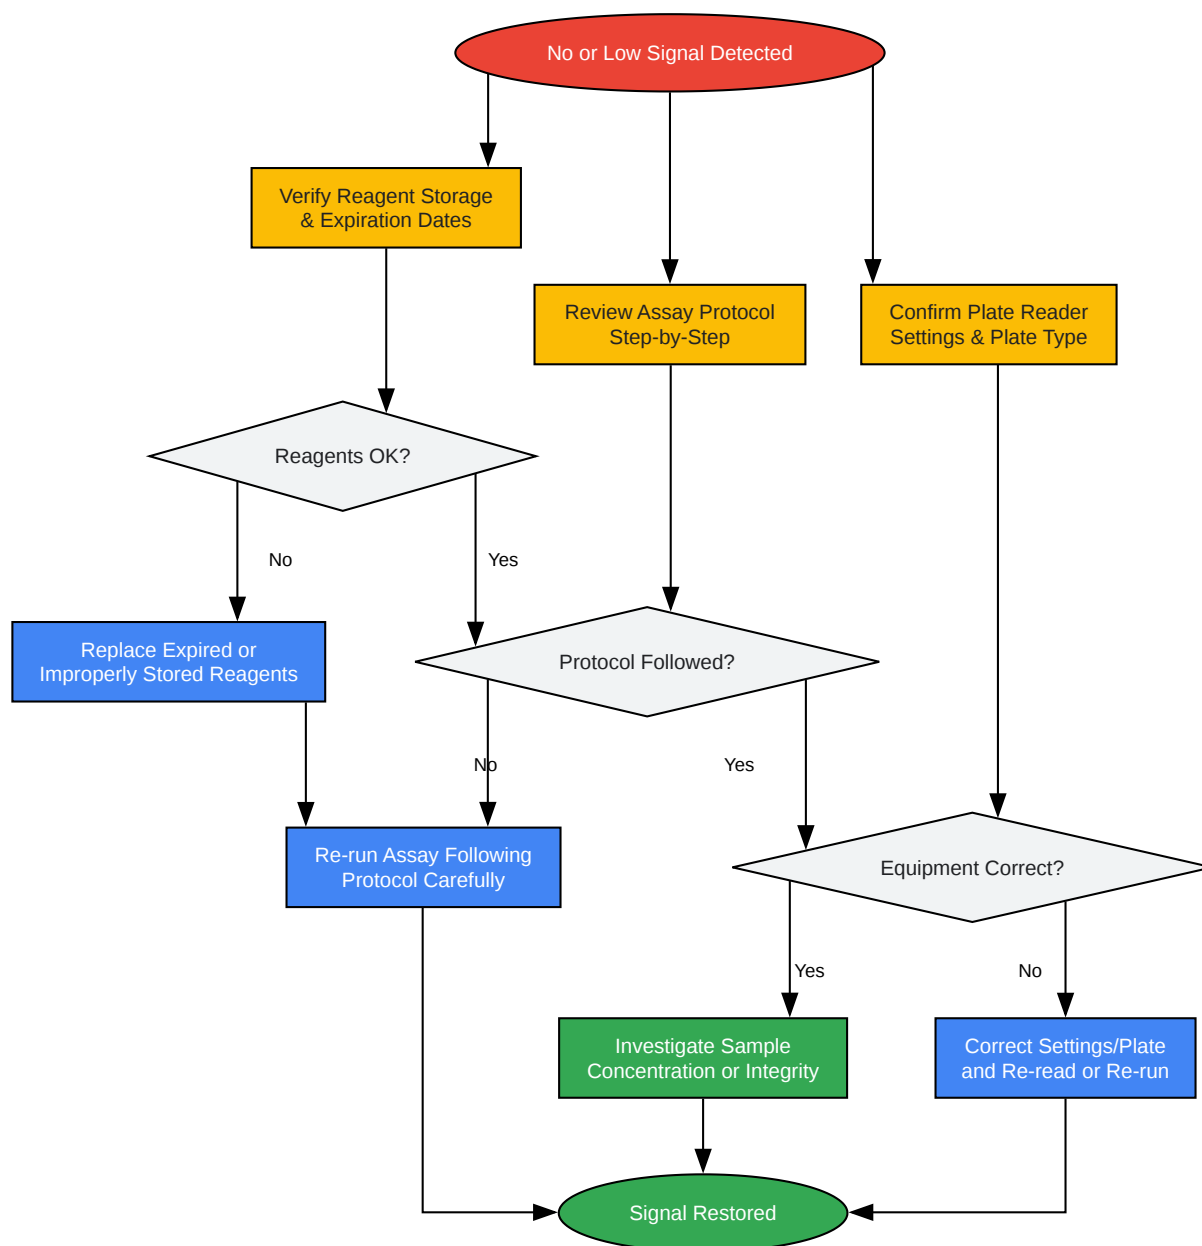 No or Low Signal Detected
Verify Reagent Storage
& Expiration Dates
Review Assay Protocol
Step-by-Step
Confirm Plate Reader
Settings & Plate Type
Reagents OK?
No
Yes
Replace Expired or
Improperly Stored Reagents
Protocol Followed?
No
Yes
Re-run Assay Following
Protocol Carefully
Equipment Correct?
Yes
No
Investigate Sample
Concentration or Integrity
Correct Settings/Plate
and Re-read or Re-run
Signal Restored